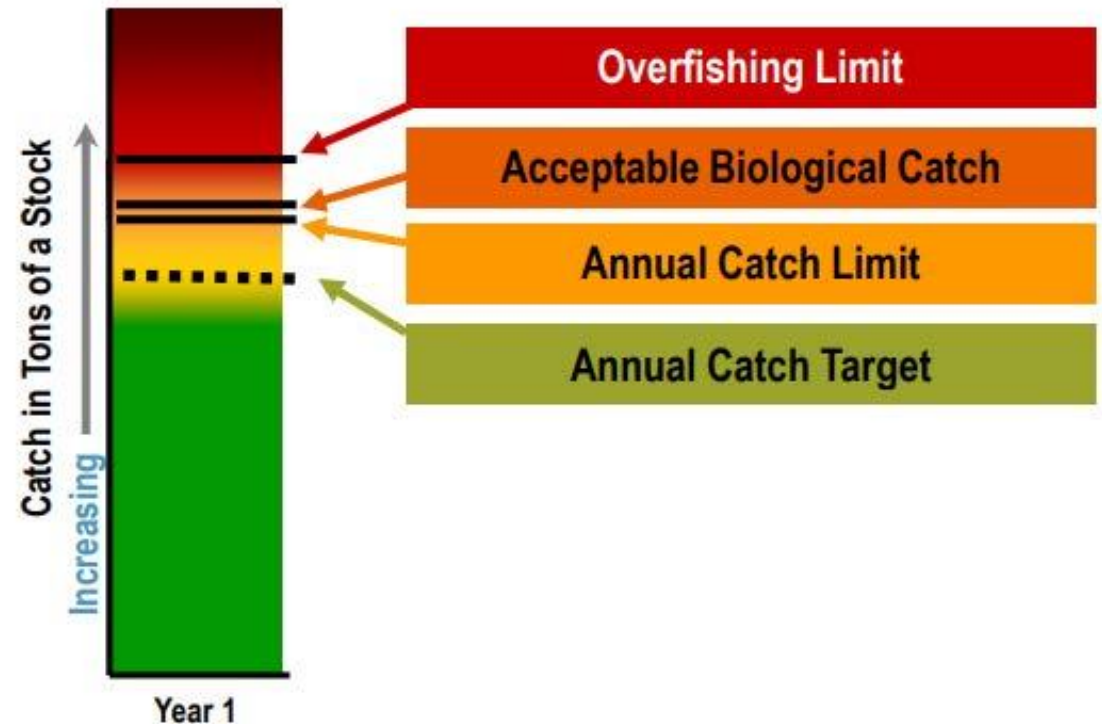 Catch in Tons of a Stock
Increasing
Overfishing Limit
Acceptable Biological Catch
Annual Catch Limit
Annual Catch Target
Year 1